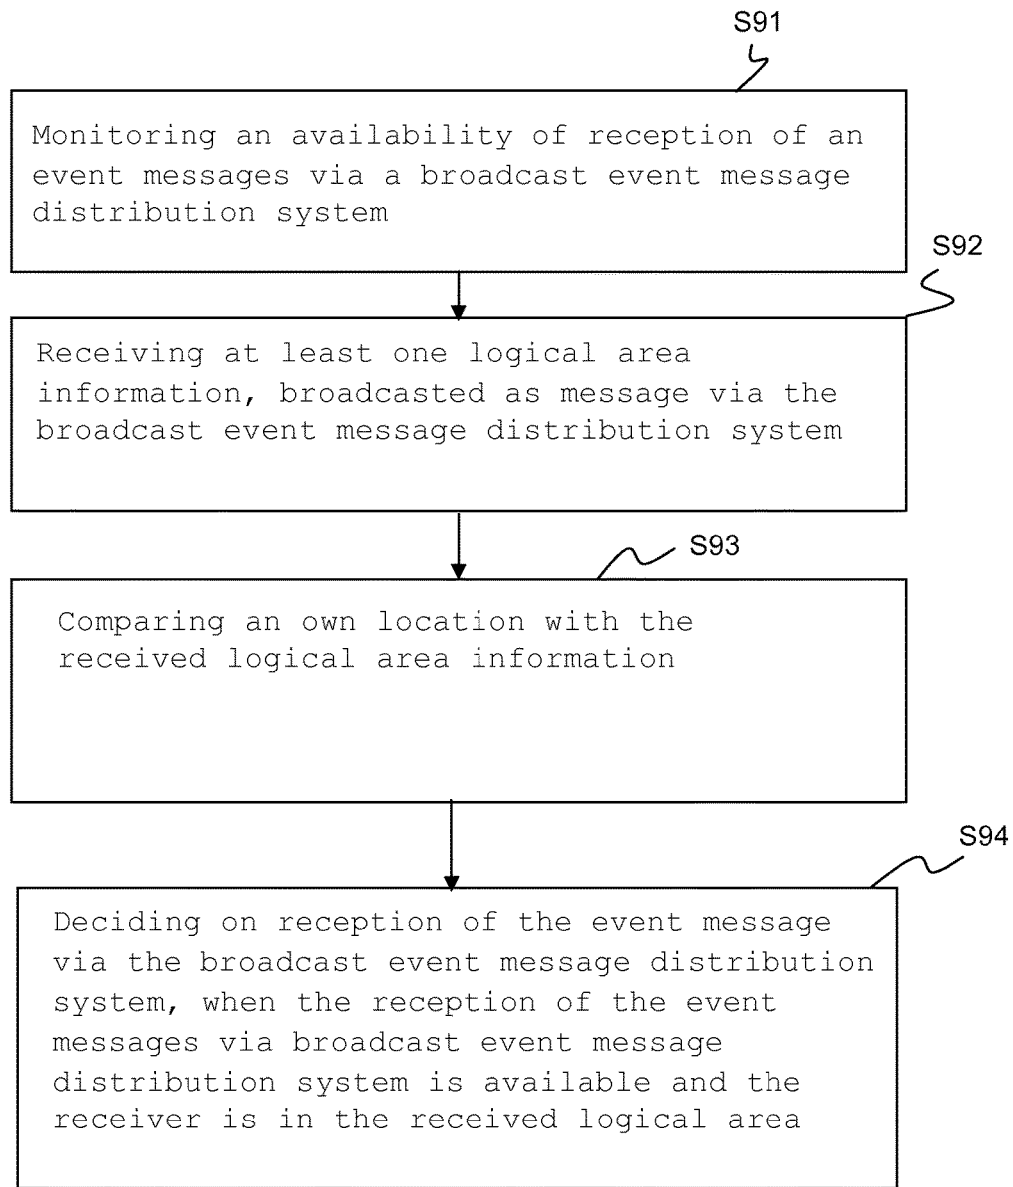 S91
Monitoring an availability of reception of an
event messages via a broadcast event message
distribution system
S92
Receiving at least one logical area
information, broadcasted as message via the
broadcast event message distribution system
S93
Comparing an own location with the
received logical area information
S94
Deciding on reception of the event message
via the broadcast event message distribution
system, when the reception of the event
messages via broadcast event message
distribution system is available and the
receiver is in the received logical area